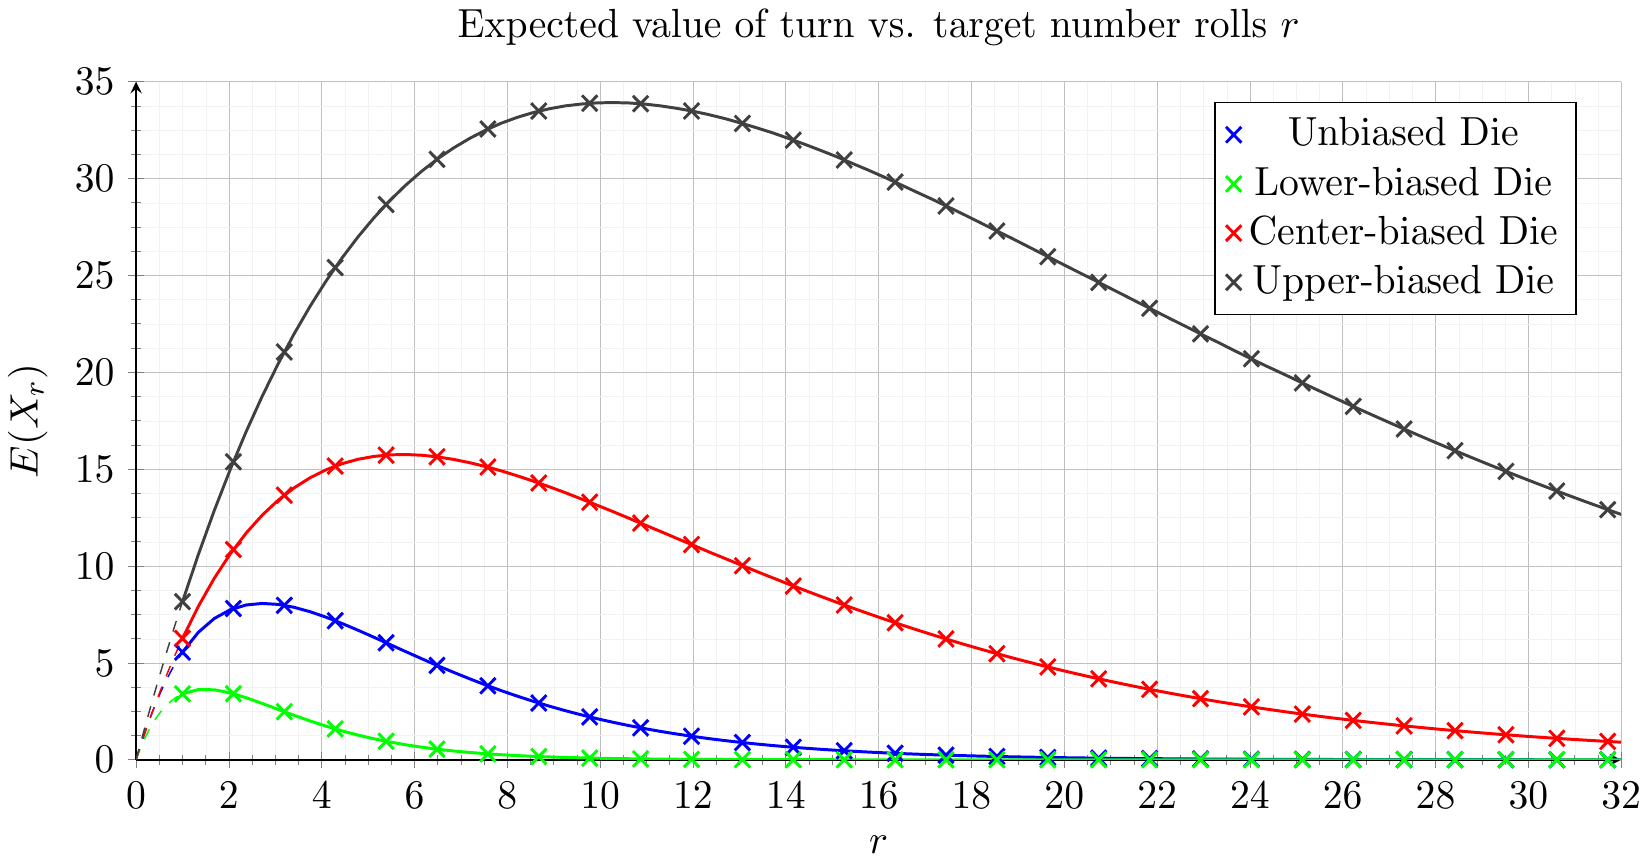 Expected value of turn vs. target number rolls r
35
30
25
20
15
10
5
0
E(X_r)
Unbiased Die
Lower-biased Die
Center-biased Die
Upper-biased Die
0 2 4 6 8 10 12 14 16 18 20 22 24 26 28 30 32
r